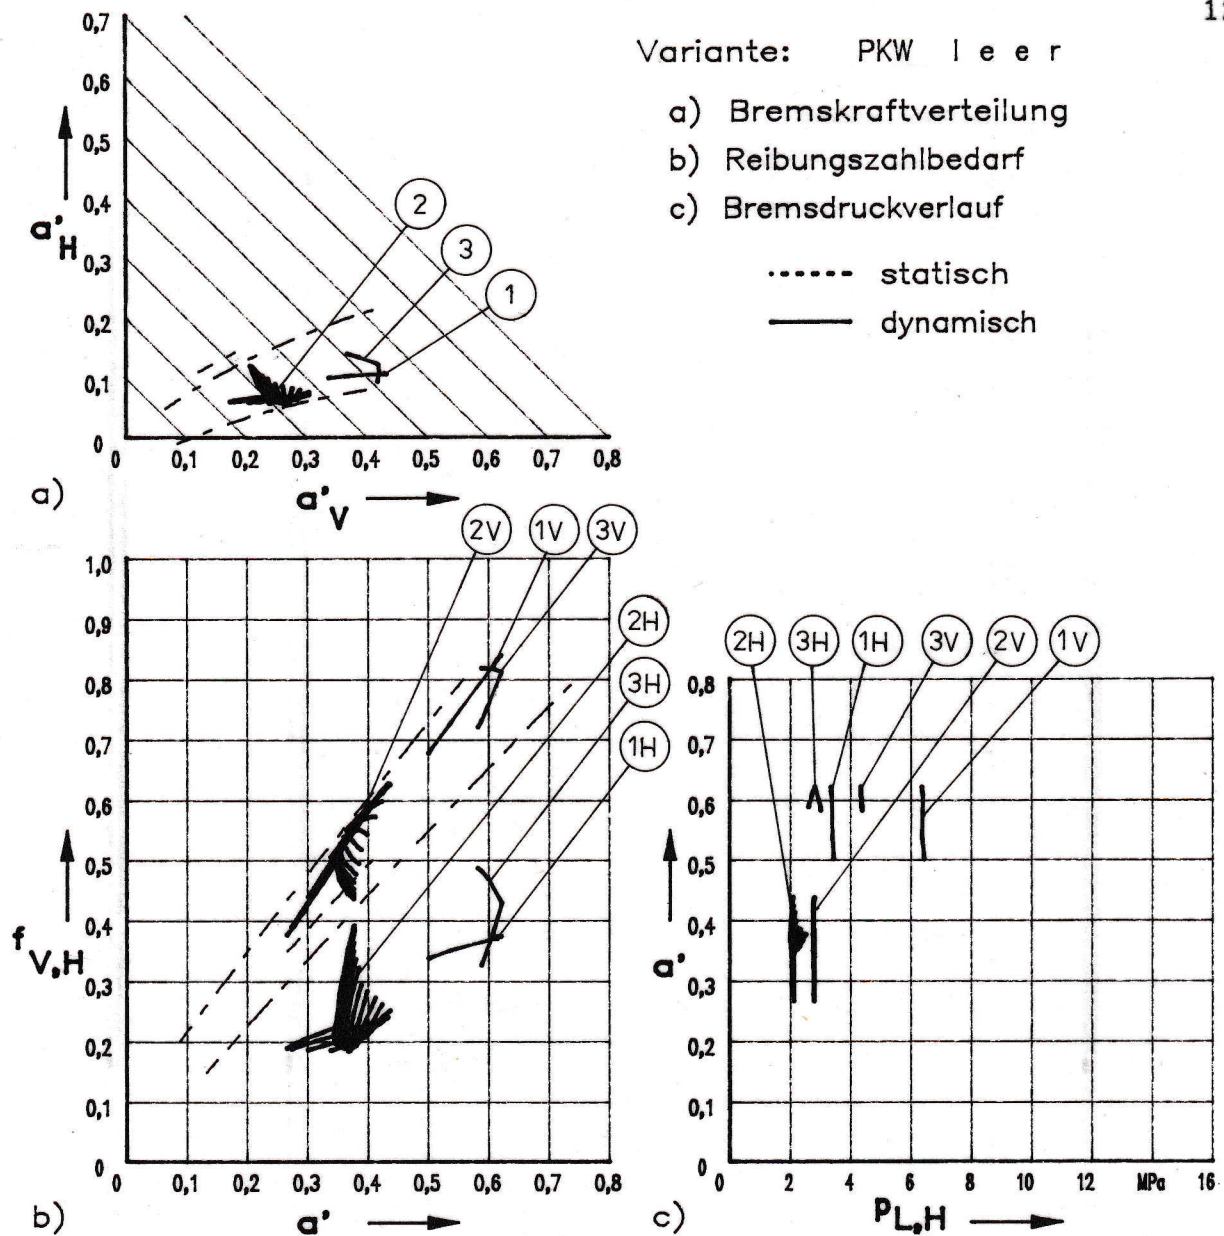 Variante: PKW l e e r
a) Bremskraftverteilung
b) Reibungszahlbedarf
c) Bremsdruckverlauf
statisch
dynamisch
0,7
0,6
0,5
0,4
0,3
0,2
0,1
0
a'H
2
3
1
0 0,1 0,2 0,3 0,4 0,5 0,6 0,7 0,8
a'V
a)
2V 1V 3V
2H
3H
1H
1,0
0,9
0,8
0,7
0,6
0,5
0,4
0,3
0,2
0,1
0
fV,H
0 0,1 0,2 0,3 0,4 0,5 0,6 0,7 0,8
a'
b)
2H 3H 1H 3V 2V 1V
0,8
0,7
0,6
0,5
0,4
0,3
0,2
0,1
0
a'
0 2 4 6 8 10 12 MPa 16
PL,H
c)